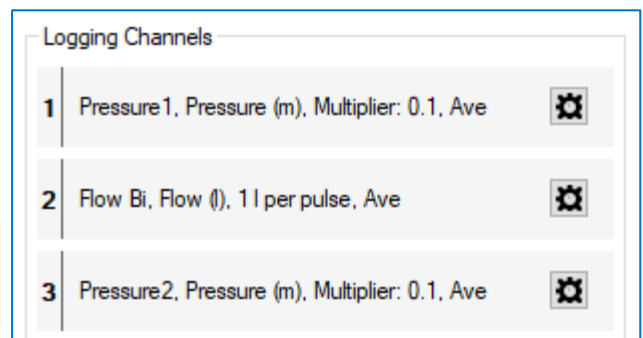 Logging Channels
1 Pressure1, Pressure (m), Multiplier: 0.1, Ave
2 Flow Bi, Flow (l), 1 l per pulse, Ave
3 Pressure2, Pressure (m), Multiplier: 0.1, Ave